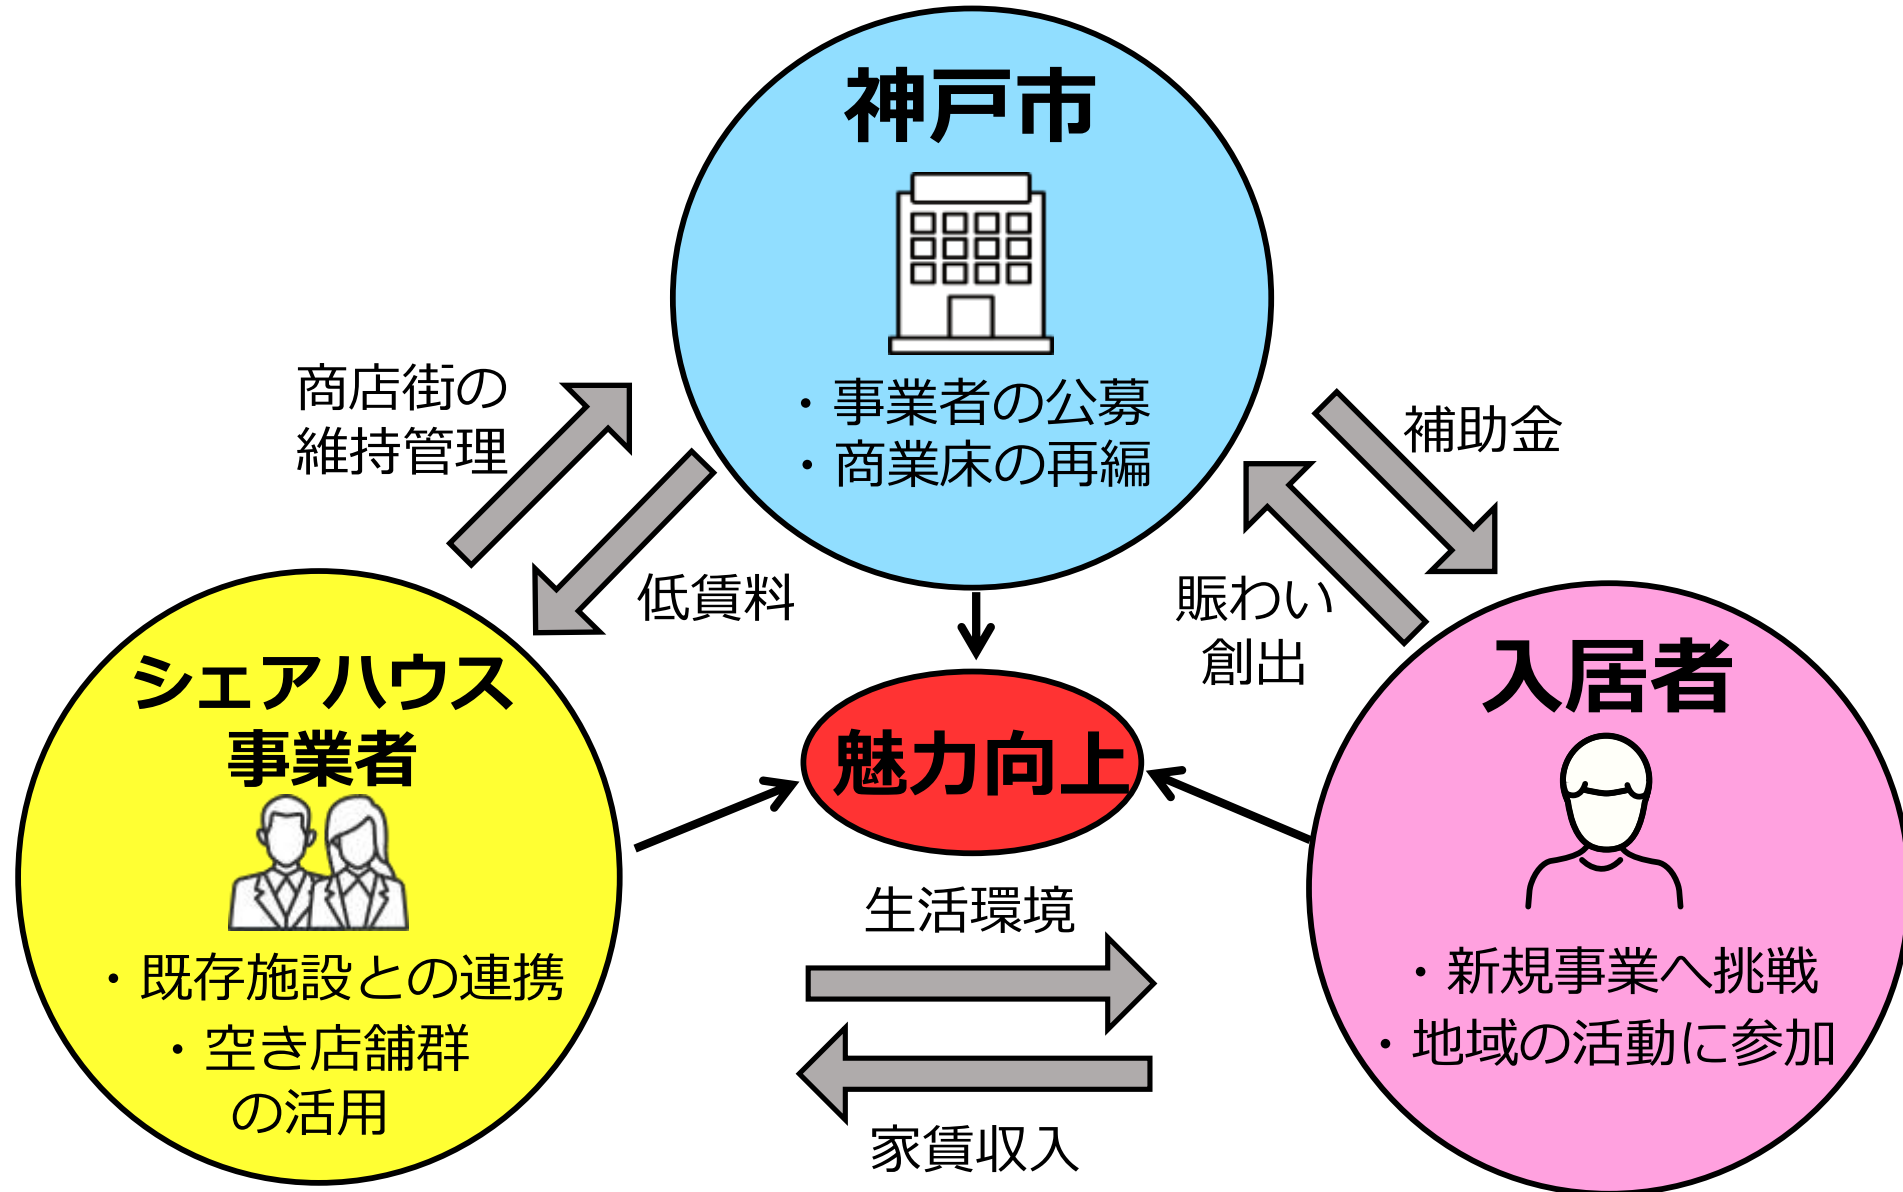 神戸市
・事業者の公募
・商業床の再編
商店街の
維持管理
低賃料
補助金
賑わい
創出
シェアハウス
事業者
・既存施設との連携
・空き店舗群
の活用
魅力向上
入居者
・新規事業へ挑戦
・地域の活動に参加
生活環境
家賃収入